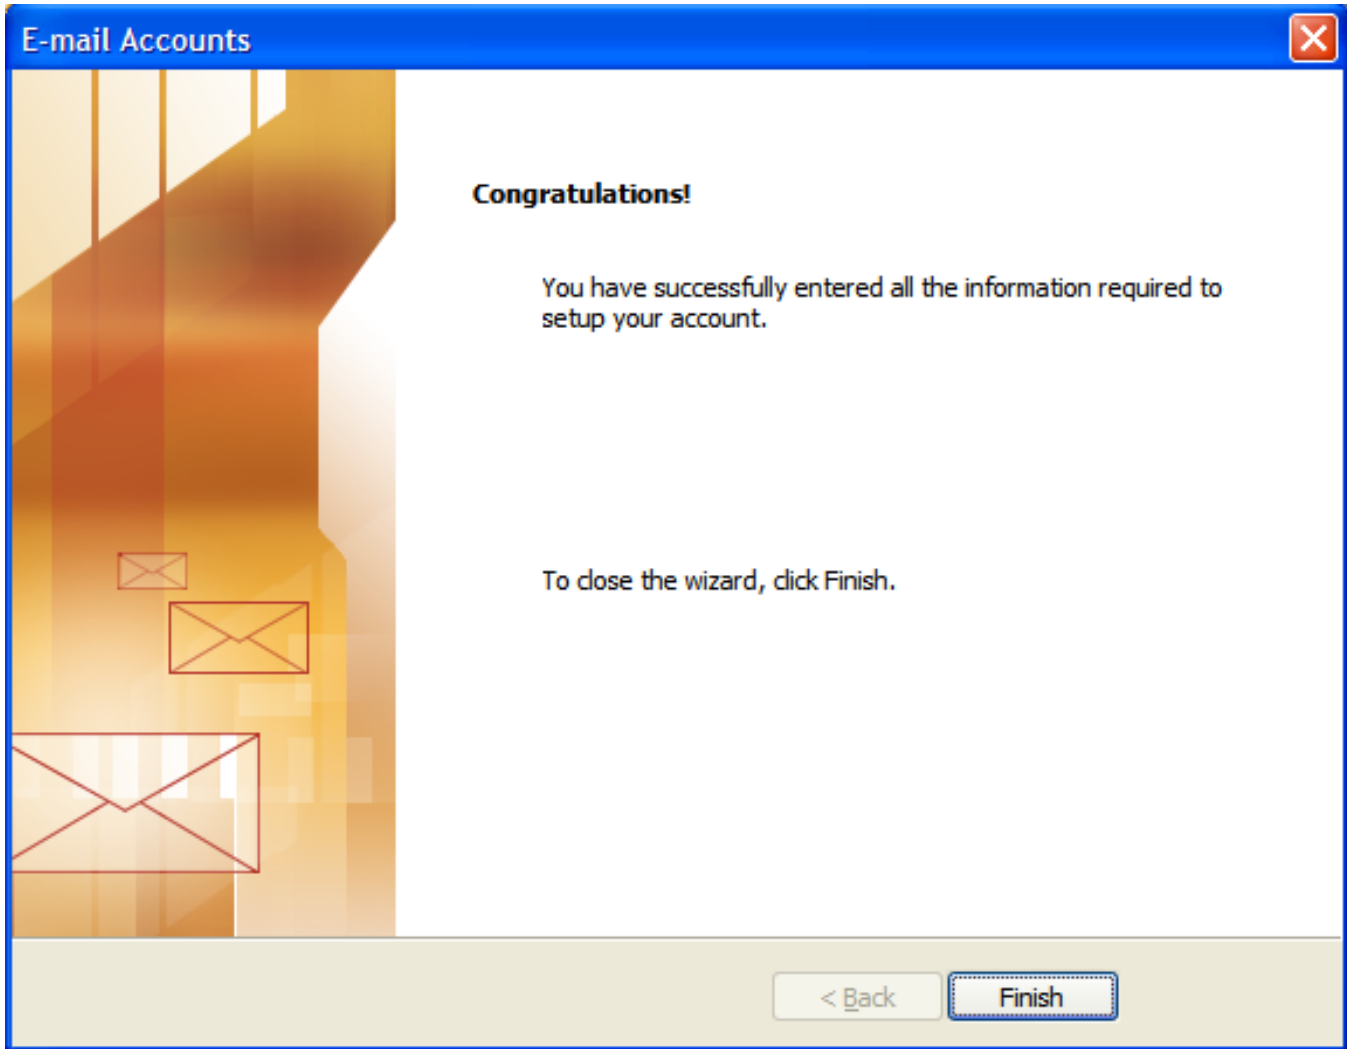 E-mail Accounts
Congratulations!
You have successfully entered all the information required to
setup your account.
To close the wizard, click Finish.
< Back
Finish